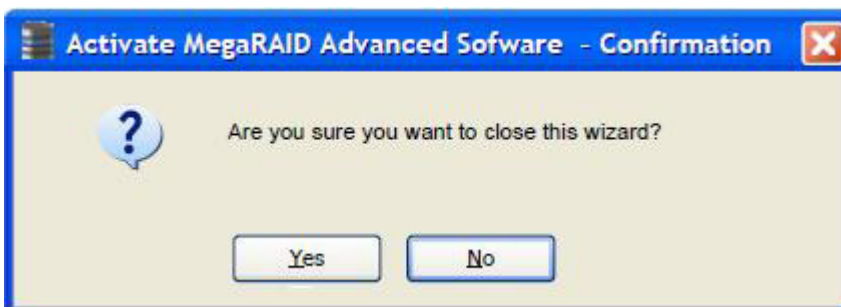 Activate MegaRAID Advanced Sofware - Confirmation
Are you sure you want to close this wizard?
Yes No